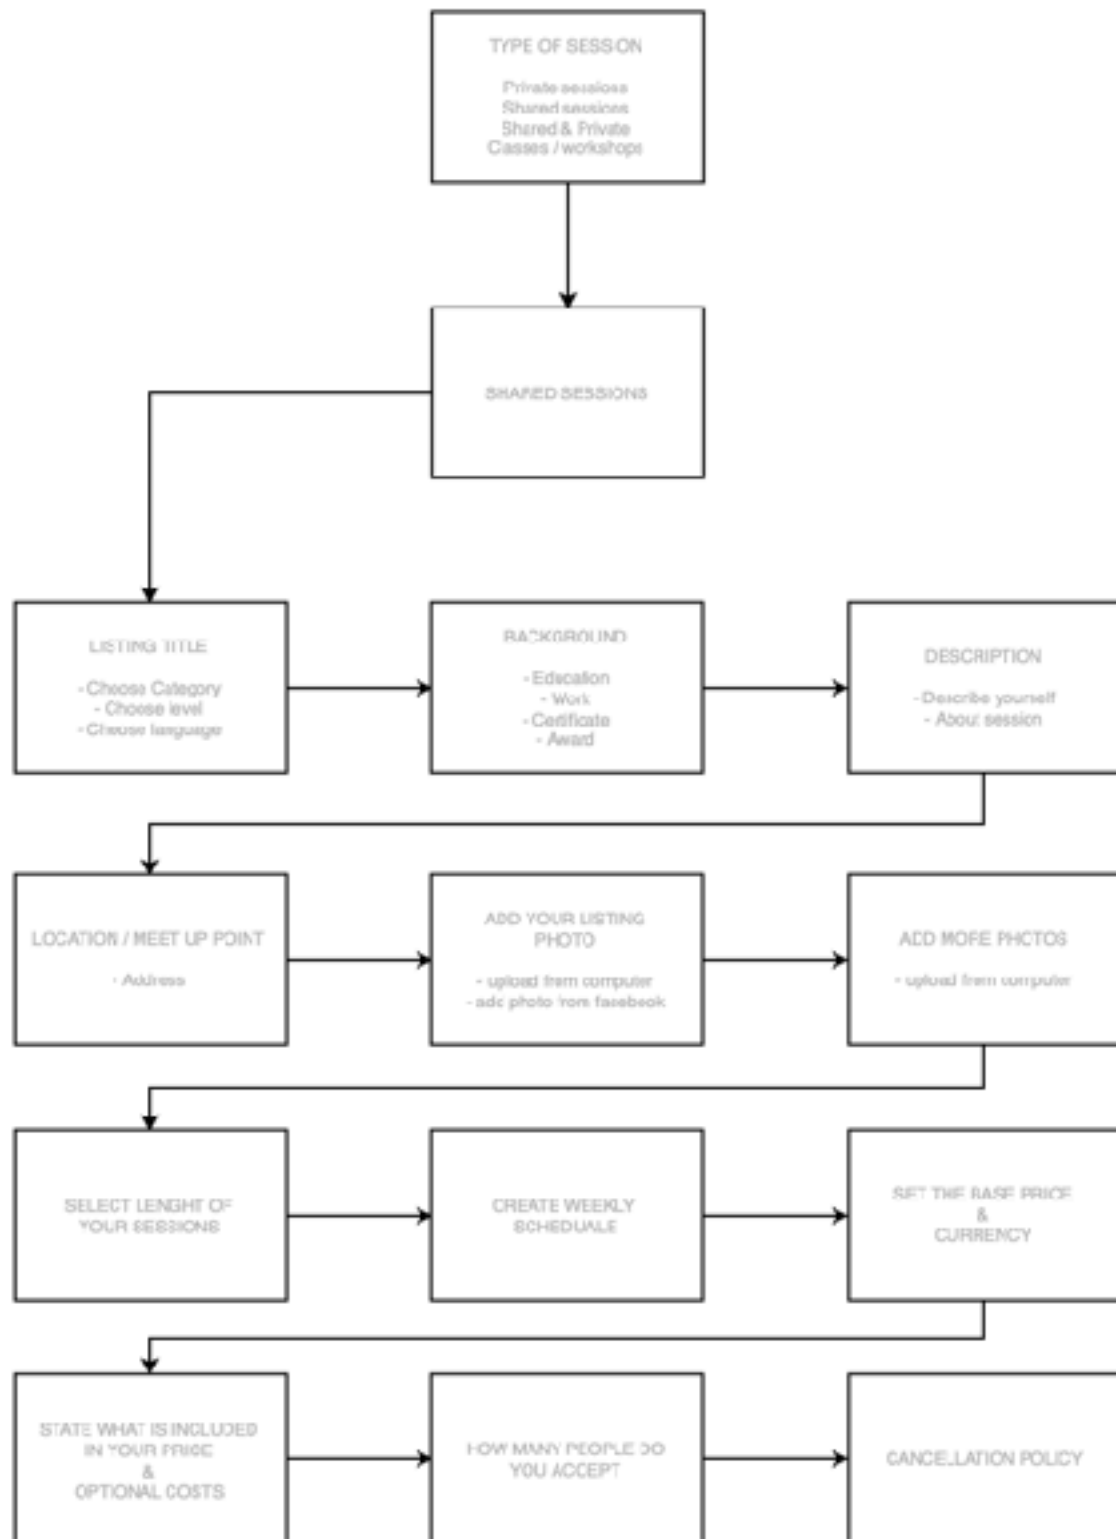 TYPE OF SESSION
Private sessions
Shared sessions
Shared & Private
Classes / workshops
SHARED SESSIONS
LISTING TITLE
- Choose Category
- Choose level
- Choose language
BACKGROUND
- Education
- Work
- Certificate
- Award
DESCRIPTION
- Describe yourself
- About session
LOCATION / MEET UP POINT
- Address
ADD YOUR LISTING
PHOTO
- upload from computer
- add photo from facebook
ADD MORE PHOTOS
- upload from computer
SELECT LENGHT OF
YOUR SESSIONS
CREATE WEEKLY
SCHEDUALE
SET THE BASE PRICE
&
CURRENCY
STATE WHAT IS INCLUDED
IN YOUR PRICE
&
OPTIONAL COSTS
HOW MANY PEOPLE DO
YOU ACCEPT
CANCELLATION POLICY